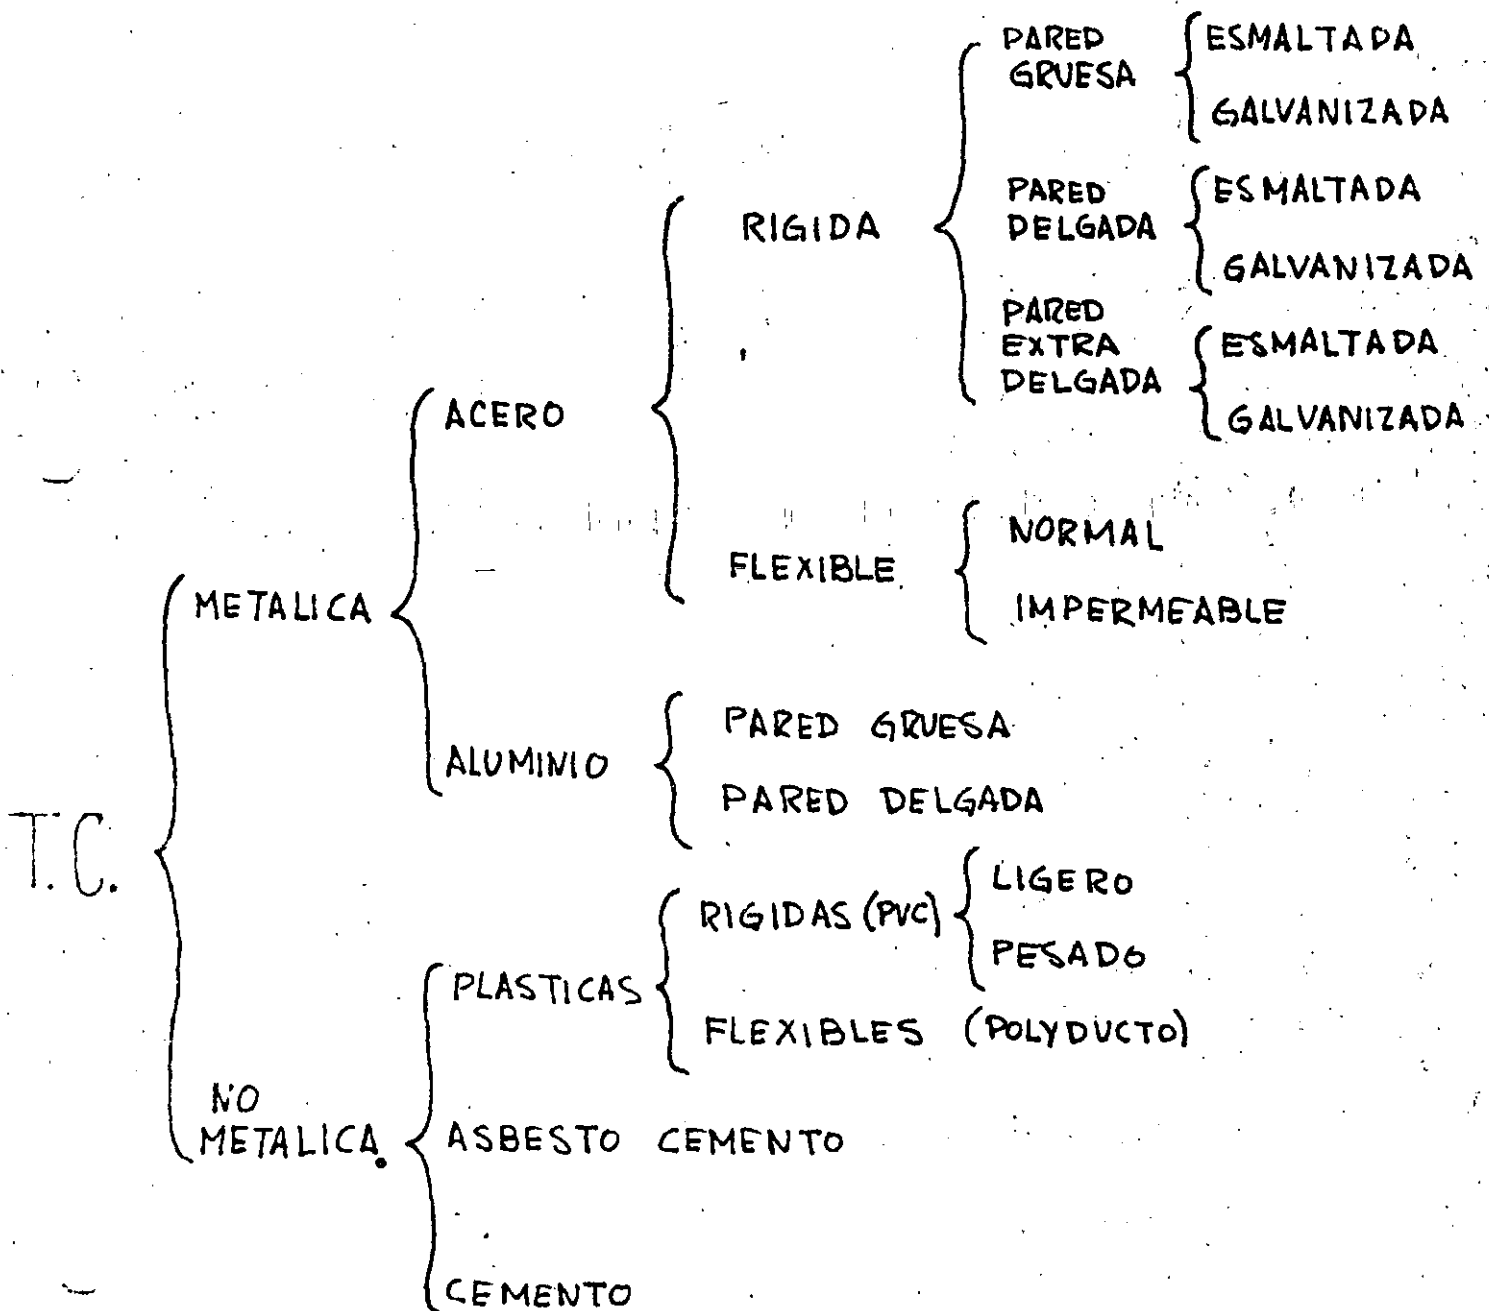 T.C.
METALICA
ACERO
RIGIDA
PARED
GRUESA
ESMALTADA
GALVANIZADA
PARED
DELGADA
ESMALTADA
GALVANIZADA
PARED
EXTRA
DELGADA
ESMALTADA
GALVANIZADA
FLEXIBLE
NORMAL
IMPERMEABLE
ALUMINIO
PARED GRUESA
PARED DELGADA
NO
METALICA.
PLASTICAS
RIGIDAS (PVC)
LIGERO
PESADO
FLEXIBLES (POLYDUCTO)
ASBESTO CEMENTO
CEMENTO